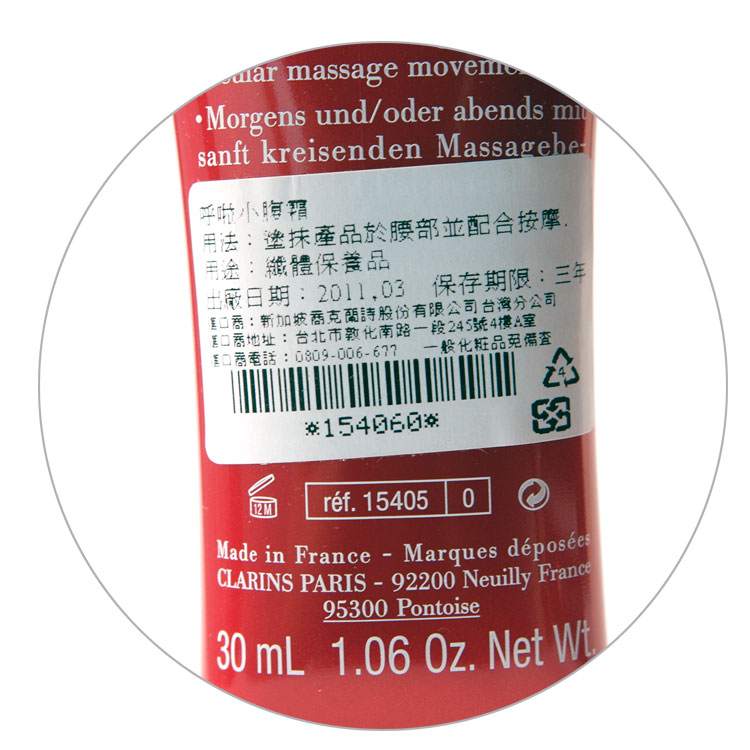 massage moveme
•Morgens und/oder abends mit
sanft kreisenden Massagebe-
呼啦小腹霜
用法：塗抹產品於腰部並配合按摩.
用途：纖體保養品
出廠日期：2011,03 保存期限：三年
進口商：新加坡商克蘭詩股份有限公司台灣分公司
進口商地址：台北市敦化南路一段245號4樓A室
進口商電話：0809-006-677 一般化粧品免備查
4
*154060*
12M
réf. 15405 0
Made in France - Marques déposées
CLARINS PARIS - 92200 Neuilly France
95300 Pontoise
30 mL 1.06 Oz. Net Wt.